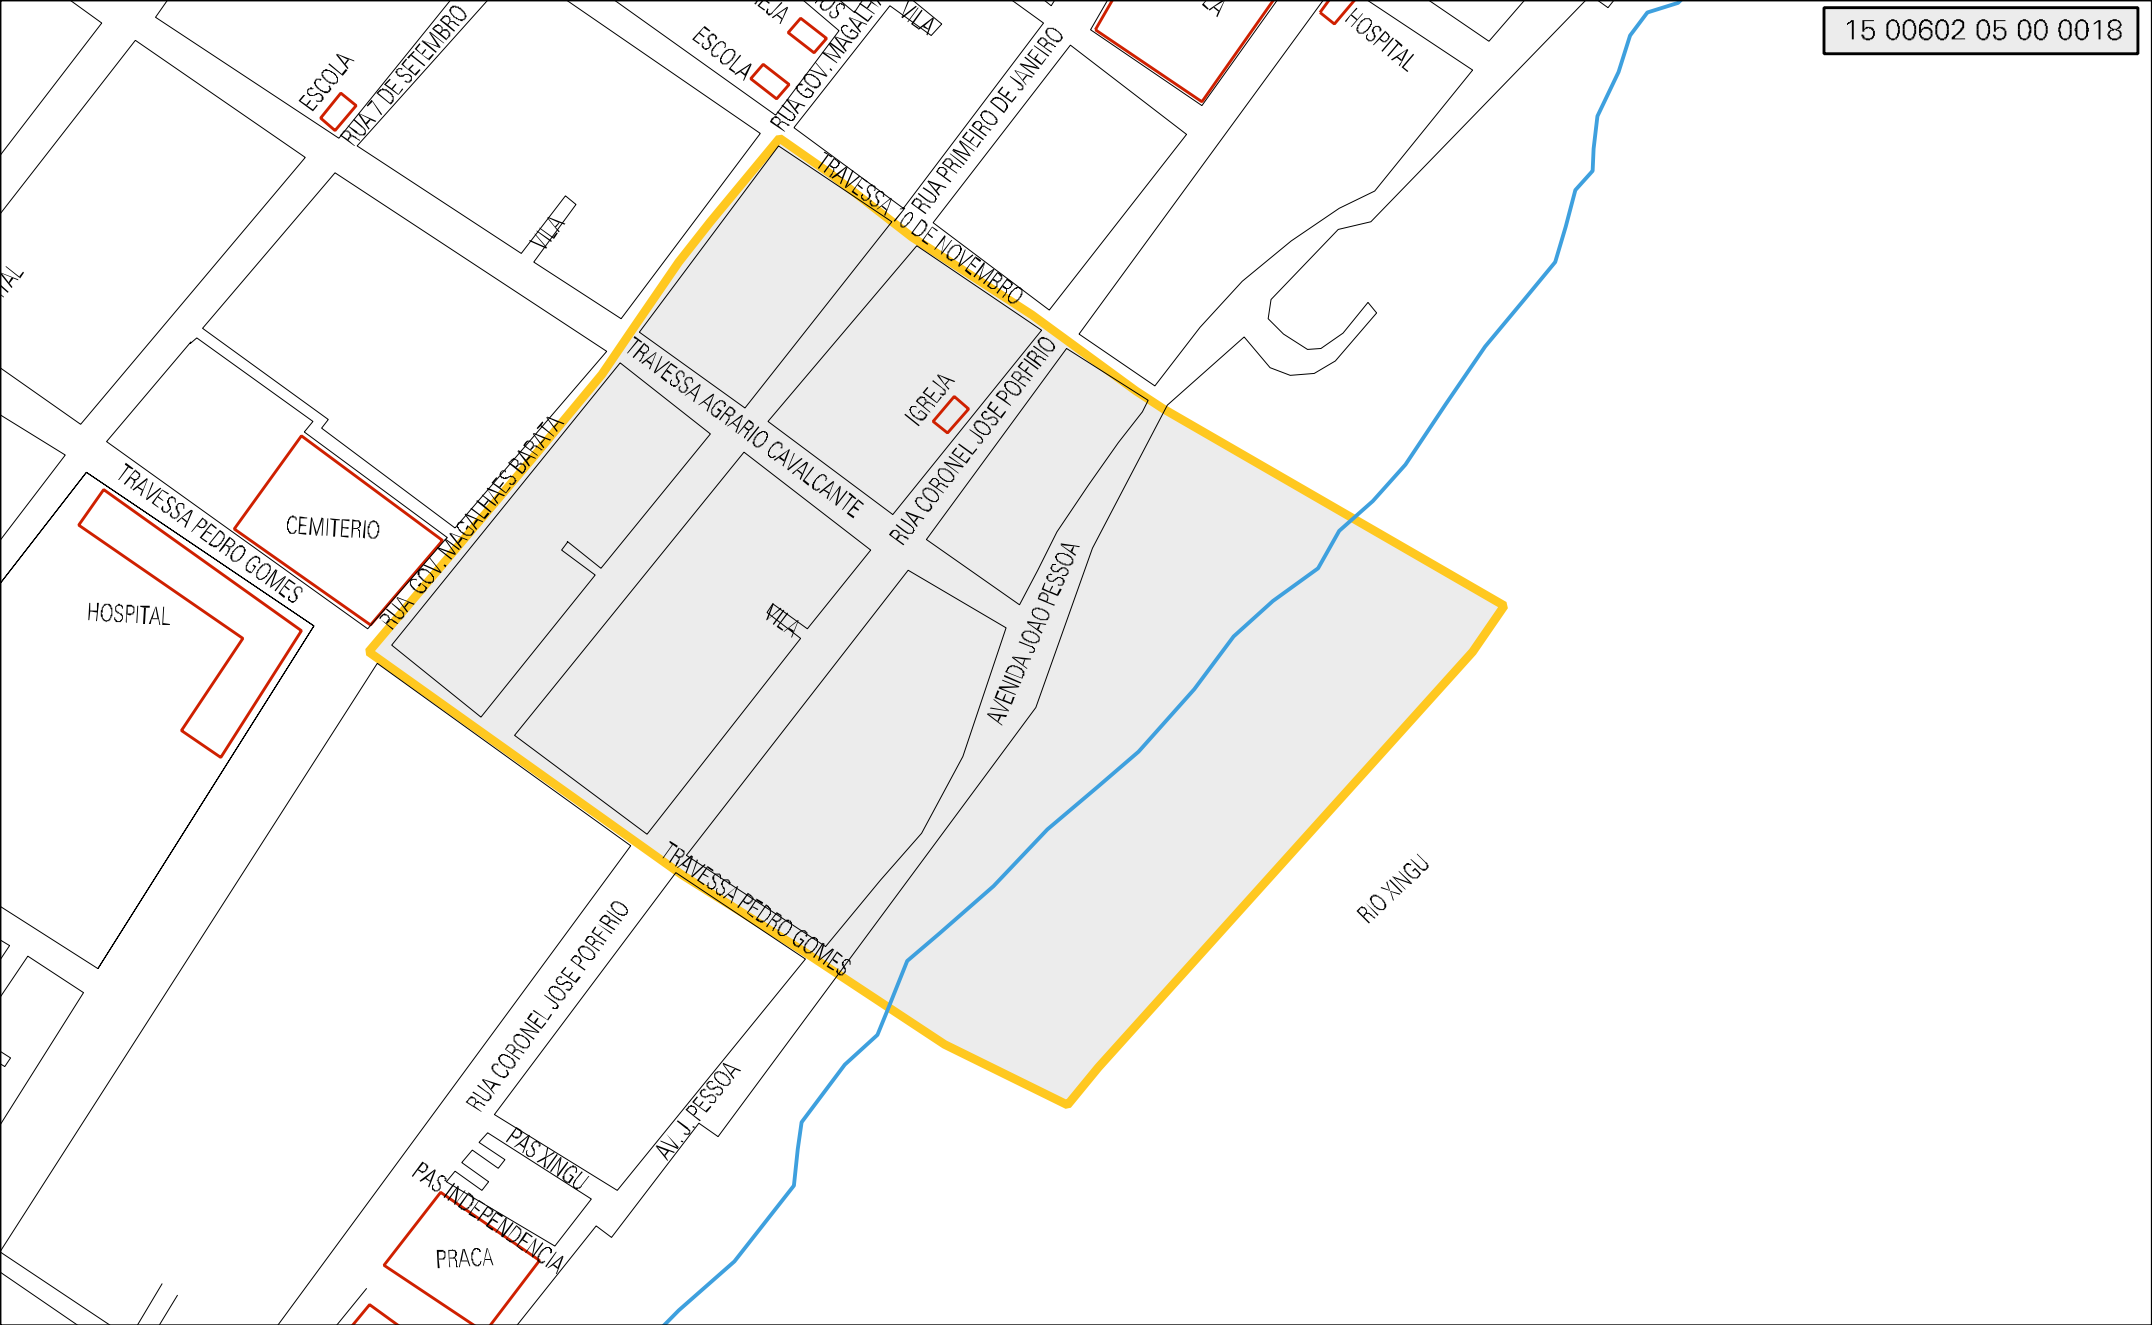 15 00602 05 00 0018
ESCOLA
RUA 7 DE SETEMBRO
ESCOLA
RUA GOV. MAGALHA
VILA
RUA PRIMEIRO DE JANEIRO
HOSPITAL
VILA
TRAVESSA 10 DE NOVEMBRO
TRAVESSA AGRARIO CAVALCANTE
IGREJA
RUA CORONEL JOSE PORFIRIO
RUA GOV. MAGALHAES BARATA
TRAVESSA PEDRO GOMES
CEMITERIO
HOSPITAL
VILA
AVENIDA JOAO PESSOA
TRAVESSA PEDRO GOMES
RIO XINGU
RUA CORONEL JOSE PORFIRIO
AV. J. PESSOA
PAS XINGU
PAS INDEPENDENCIA
PRACA